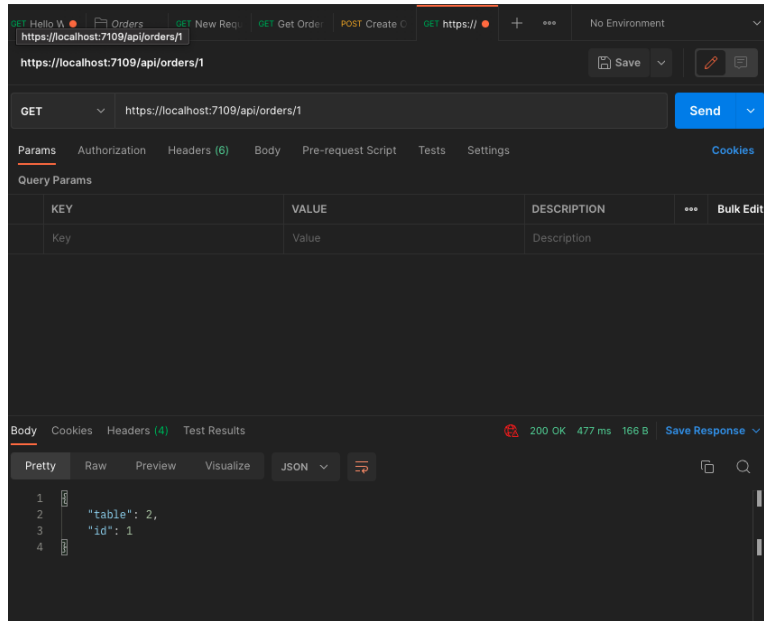 GET Hello W Orders GET New Requ GET Get Order POST Create C GET https:// + No Environment
https://localhost:7109/api/orders/1
https://localhost:7109/api/orders/1 Save
GET https://localhost:7109/api/orders/1 Send
Params Authorization Headers (6) Body Pre-request Script Tests Settings Cookies
Query Params
KEY VALUE DESCRIPTION Bulk Edit
Key Value Description
Body Cookies Headers (4) Test Results 200 OK 477 ms 166 B Save Response
Pretty Raw Preview Visualize JSON
1 {
2 "table": 2,
3 "id": 1
4 }